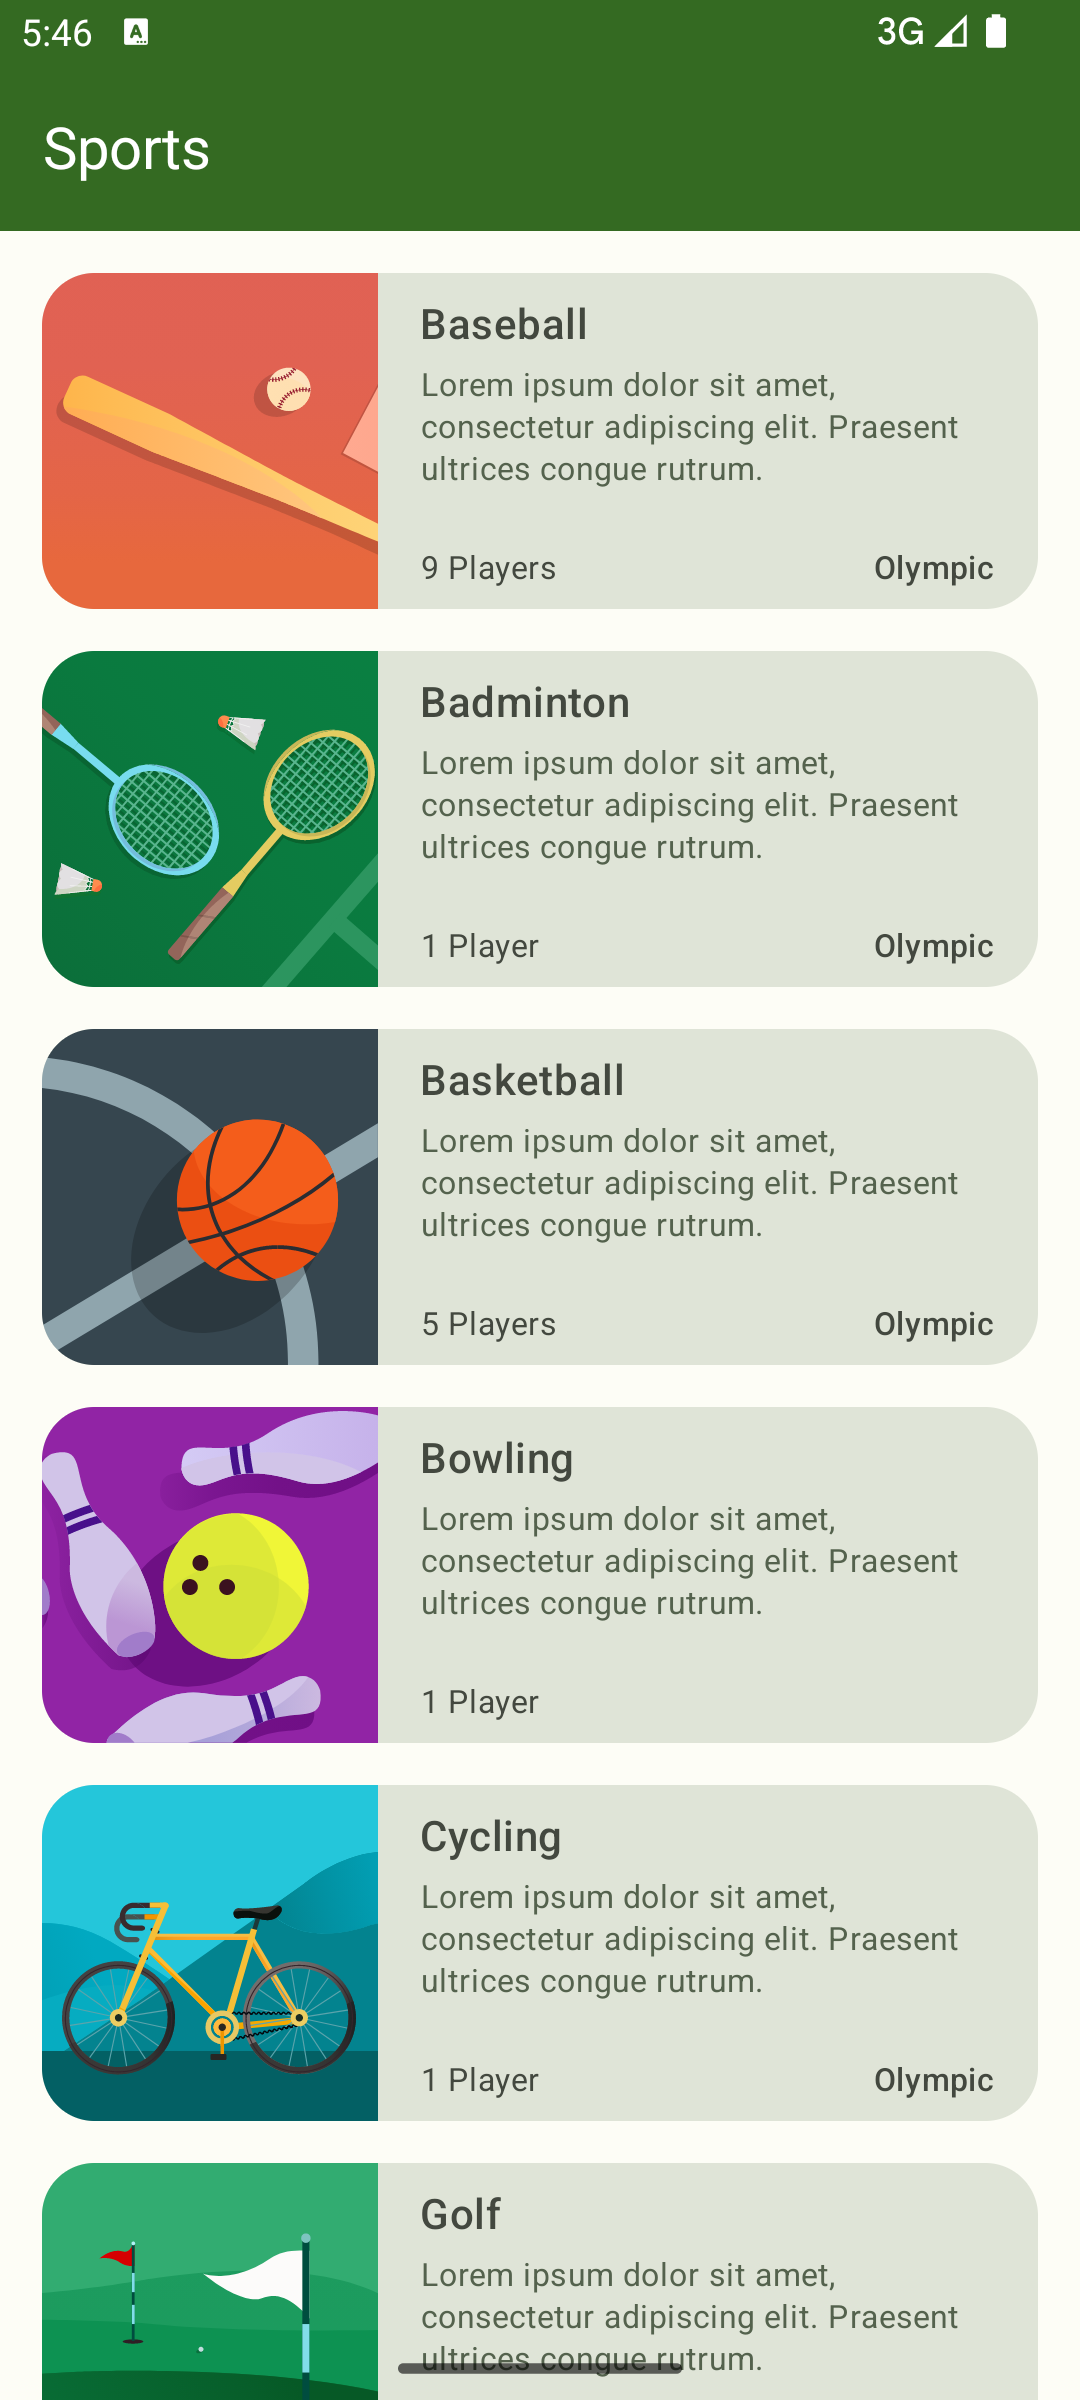 5:46
3G
Sports
Baseball
Lorem ipsum dolor sit amet,
consectetur adipiscing elit. Praesent
ultrices congue rutrum.
9 Players
Olympic
Badminton
Lorem ipsum dolor sit amet,
consectetur adipiscing elit. Praesent
ultrices congue rutrum.
1 Player
Olympic
Basketball
Lorem ipsum dolor sit amet,
consectetur adipiscing elit. Praesent
ultrices congue rutrum.
5 Players
Olympic
Bowling
Lorem ipsum dolor sit amet,
consectetur adipiscing elit. Praesent
ultrices congue rutrum.
1 Player
Cycling
Lorem ipsum dolor sit amet,
consectetur adipiscing elit. Praesent
ultrices congue rutrum.
1 Player
Olympic
Golf
Lorem ipsum dolor sit amet,
consectetur adipiscing elit. Praesent
ultrices congue rutrum.